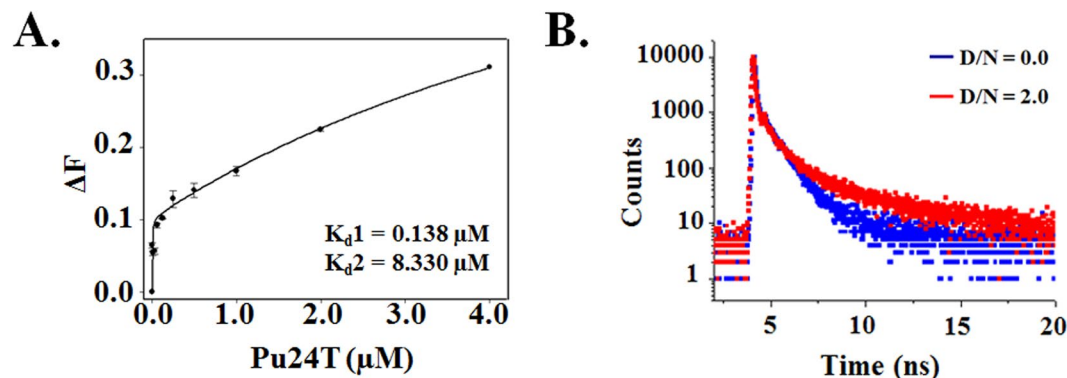 A.
0.3
0.2
0.1
0.0
ΔF
K_d1 = 0.138 μM
K_d2 = 8.330 μM
0.0 1.0 2.0 3.0 4.0
Pu24T (μM)
B.
10000
1000
100
10
1
Counts
D/N = 0.0
D/N = 2.0
5 10 15 20
Time (ns)